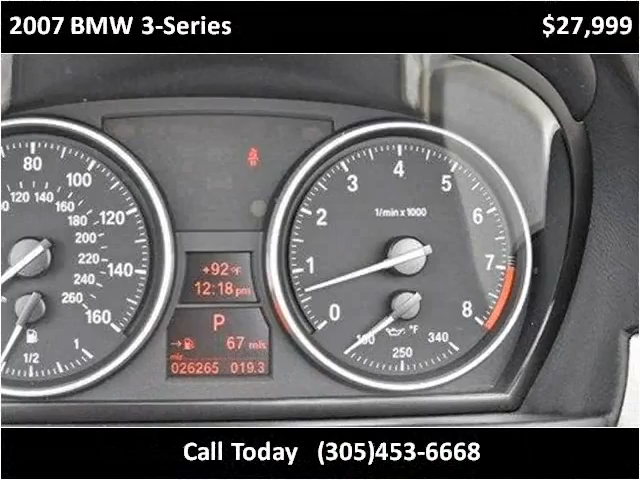 2007 BMW 3-Series $27,999
80
100
120
140
160
120 140
160
180
200
220
240
260
1/2 1
+92°F
12:18 pm
P
67 mls
mls
026265 019.3
0 1 2 3 4 5 6 7 8
1/min x 1000
°F
250
340
Call Today (305)453-6668